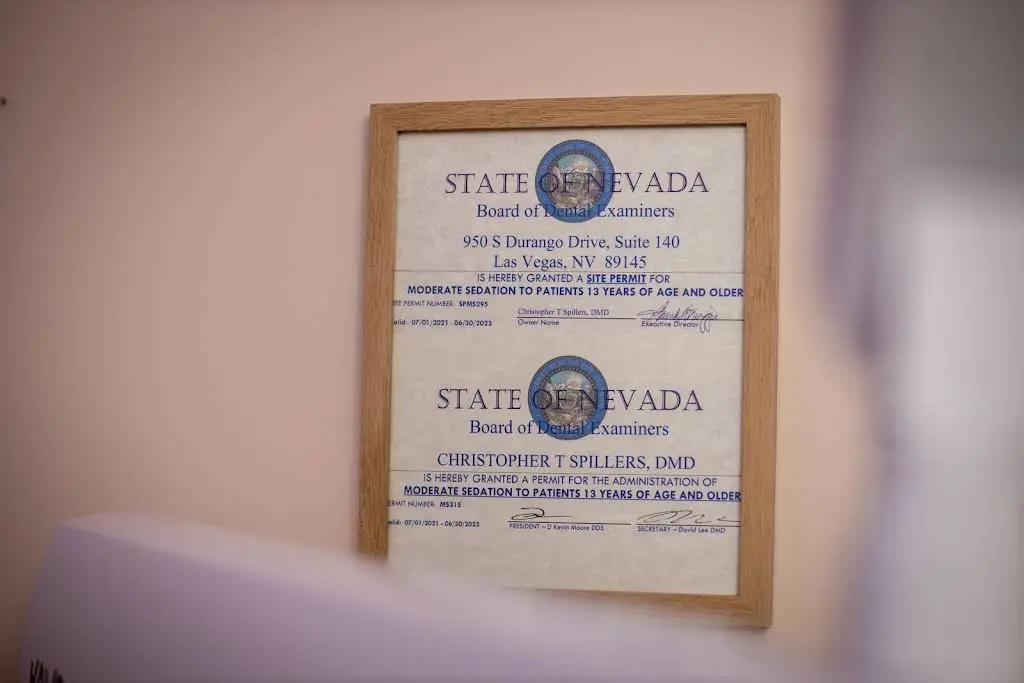 STATE OF NEVADA
Board of Dental Examiners
950 S Durango Drive, Suite 140
Las Vegas, NV 89145
IS HEREBY GRANTED A SITE PERMIT FOR
MODERATE SEDATION TO PATIENTS 13 YEARS OF AGE AND OLDER
PERMIT NUMBER: SPMS295
07/01/2021 - 06/30/2023
Christopher T Spillers, DMD
Owner Name
Executive Director
STATE OF NEVADA
Board of Dental Examiners
CHRISTOPHER T SPILLERS, DMD
IS HEREBY GRANTED A PERMIT FOR THE ADMINISTRATION OF
MODERATE SEDATION TO PATIENTS 13 YEARS OF AGE AND OLDER
ERMIT NUMBER: MS315
alid: 07/01/2021 - 06/30/2023
PRESIDENT – D Kevin Moore DDS
SECRETARY – David Lee DMD